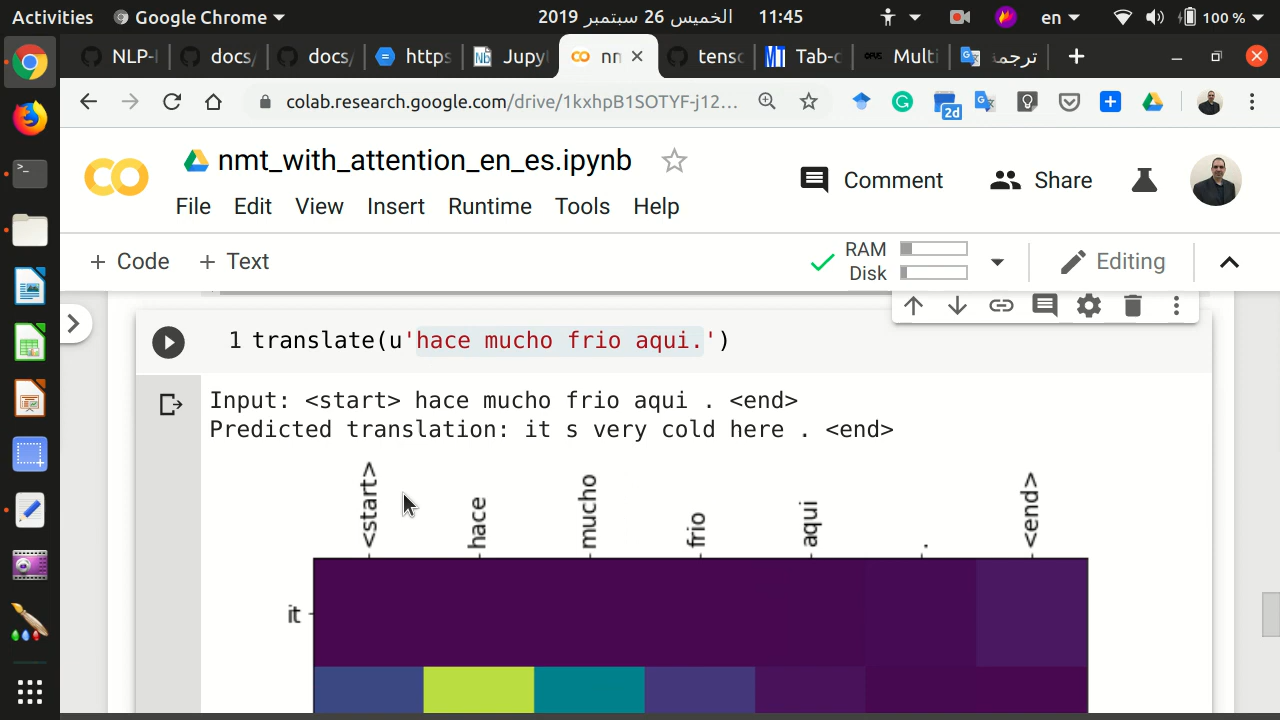 Activities Google Chrome ▾ الخميس 26 سبتمبر 2019 11:45 en 100 %
NLP- docs/ docs/ https Jupy nn tens Tab-c Multi ترجمة
colab.research.google.com/drive/1kxhpB1SOTYF-j12...
2d
nmt_with_attention_en_es.ipynb
Comment Share
File Edit View Insert Runtime Tools Help
+ Code + Text
RAM
Disk
Editing
1 translate(u'hace mucho frio aqui.')
Input: <start> hace mucho frio aqui . <end>
Predicted translation: it s very cold here . <end>
<start> hace mucho frio aqui . <end>
it